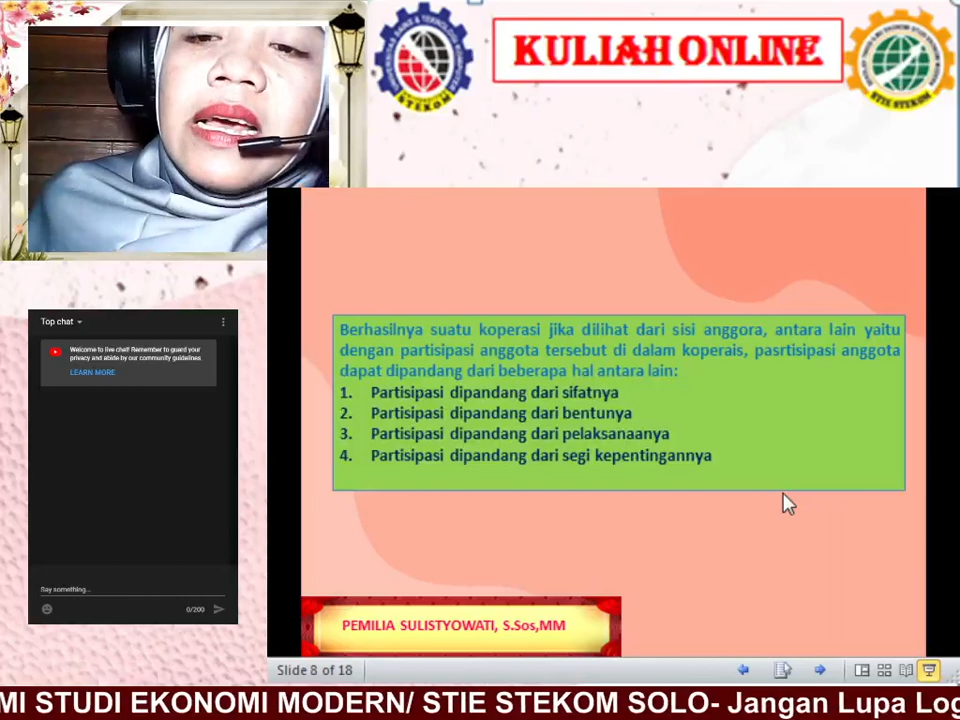 KULIAH ONLINE
STEKOM
STIE STEKOM
Top chat
Welcome to live chat! Remember to guard your
privacy and abide by our community guidelines.
LEARN MORE
Say something...
0/200
Berhasilnya suatu koperasi jika dilihat dari sisi anggora, antara lain yaitu
dengan partisipasi anggota tersebut di dalam koperais, pasrtisipasi anggota
dapat dipandang dari beberapa hal antara lain:
1. Partisipasi dipandang dari sifatnya
2. Partisipasi dipandang dari bentunya
3. Partisipasi dipandang dari pelaksanaanya
4. Partisipasi dipandang dari segi kepentingannya
PEMILIA SULISTYOWATI, S.Sos,MM
Slide 8 of 18
MI STUDI EKONOMI MODERN/ STIE STEKOM SOLO- Jangan Lupa Log